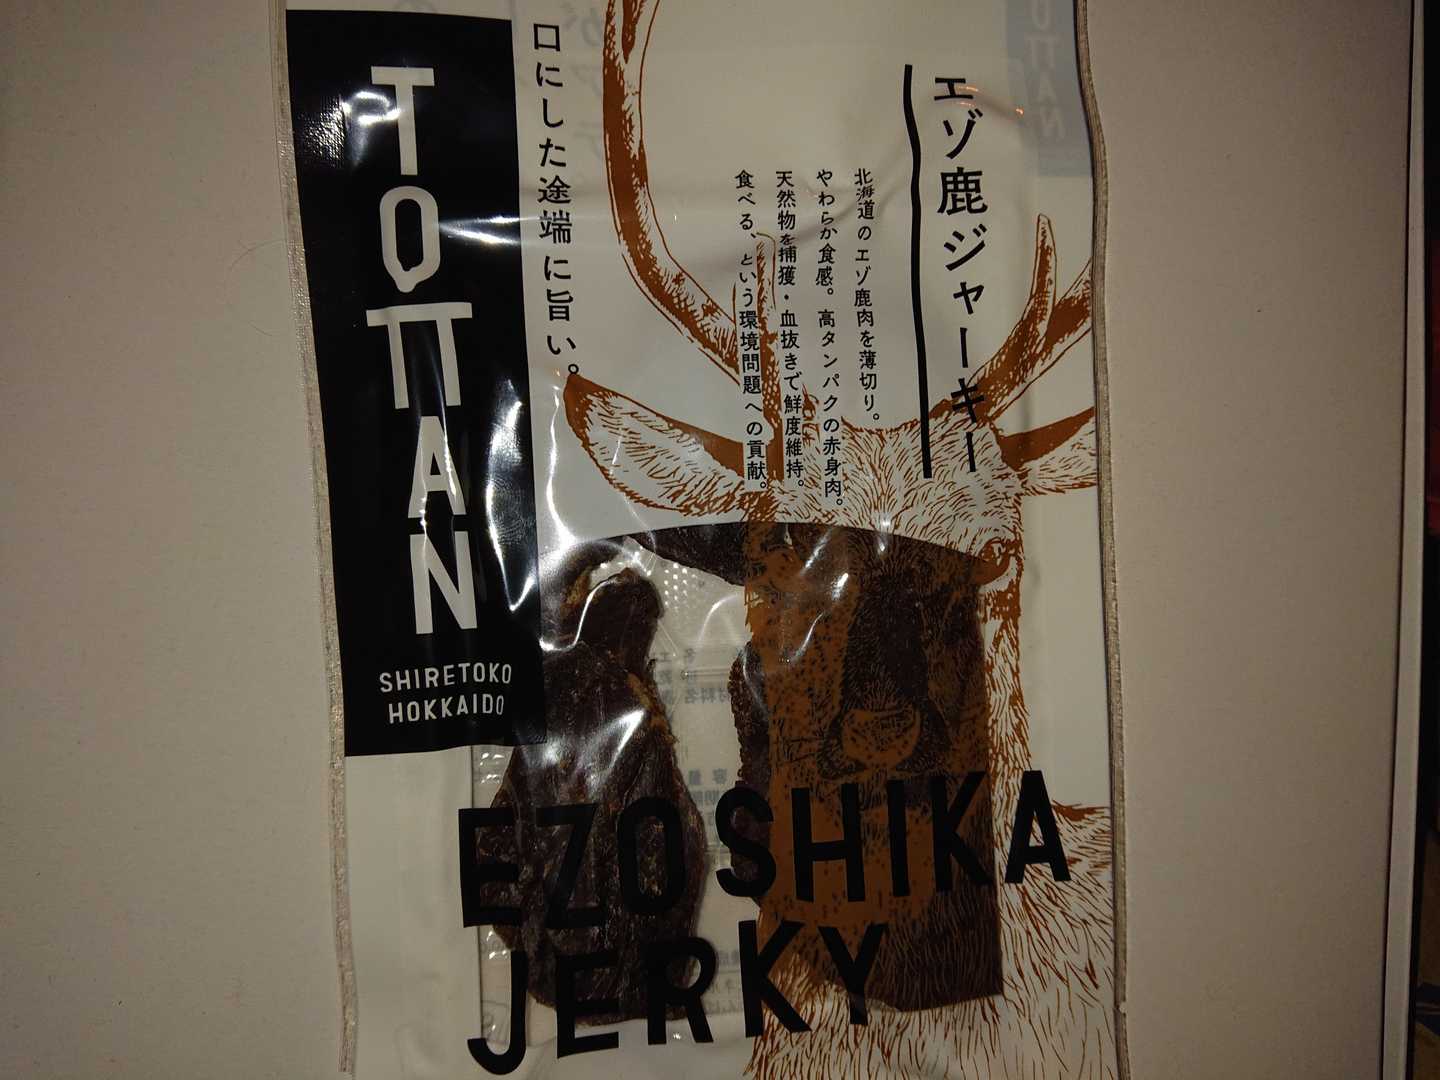 TOTTAN
SHIRETOKO
HOKKAIDO
口にした途端に旨い。
エゾ鹿ジャーキー
北海道のエゾ鹿肉を薄切り。
やわらか食感。高タンパクの赤身肉。
天然物を捕獲・血抜きで鮮度維持。
食べる、という環境問題への貢献。
EZOSHIKA
JERKY